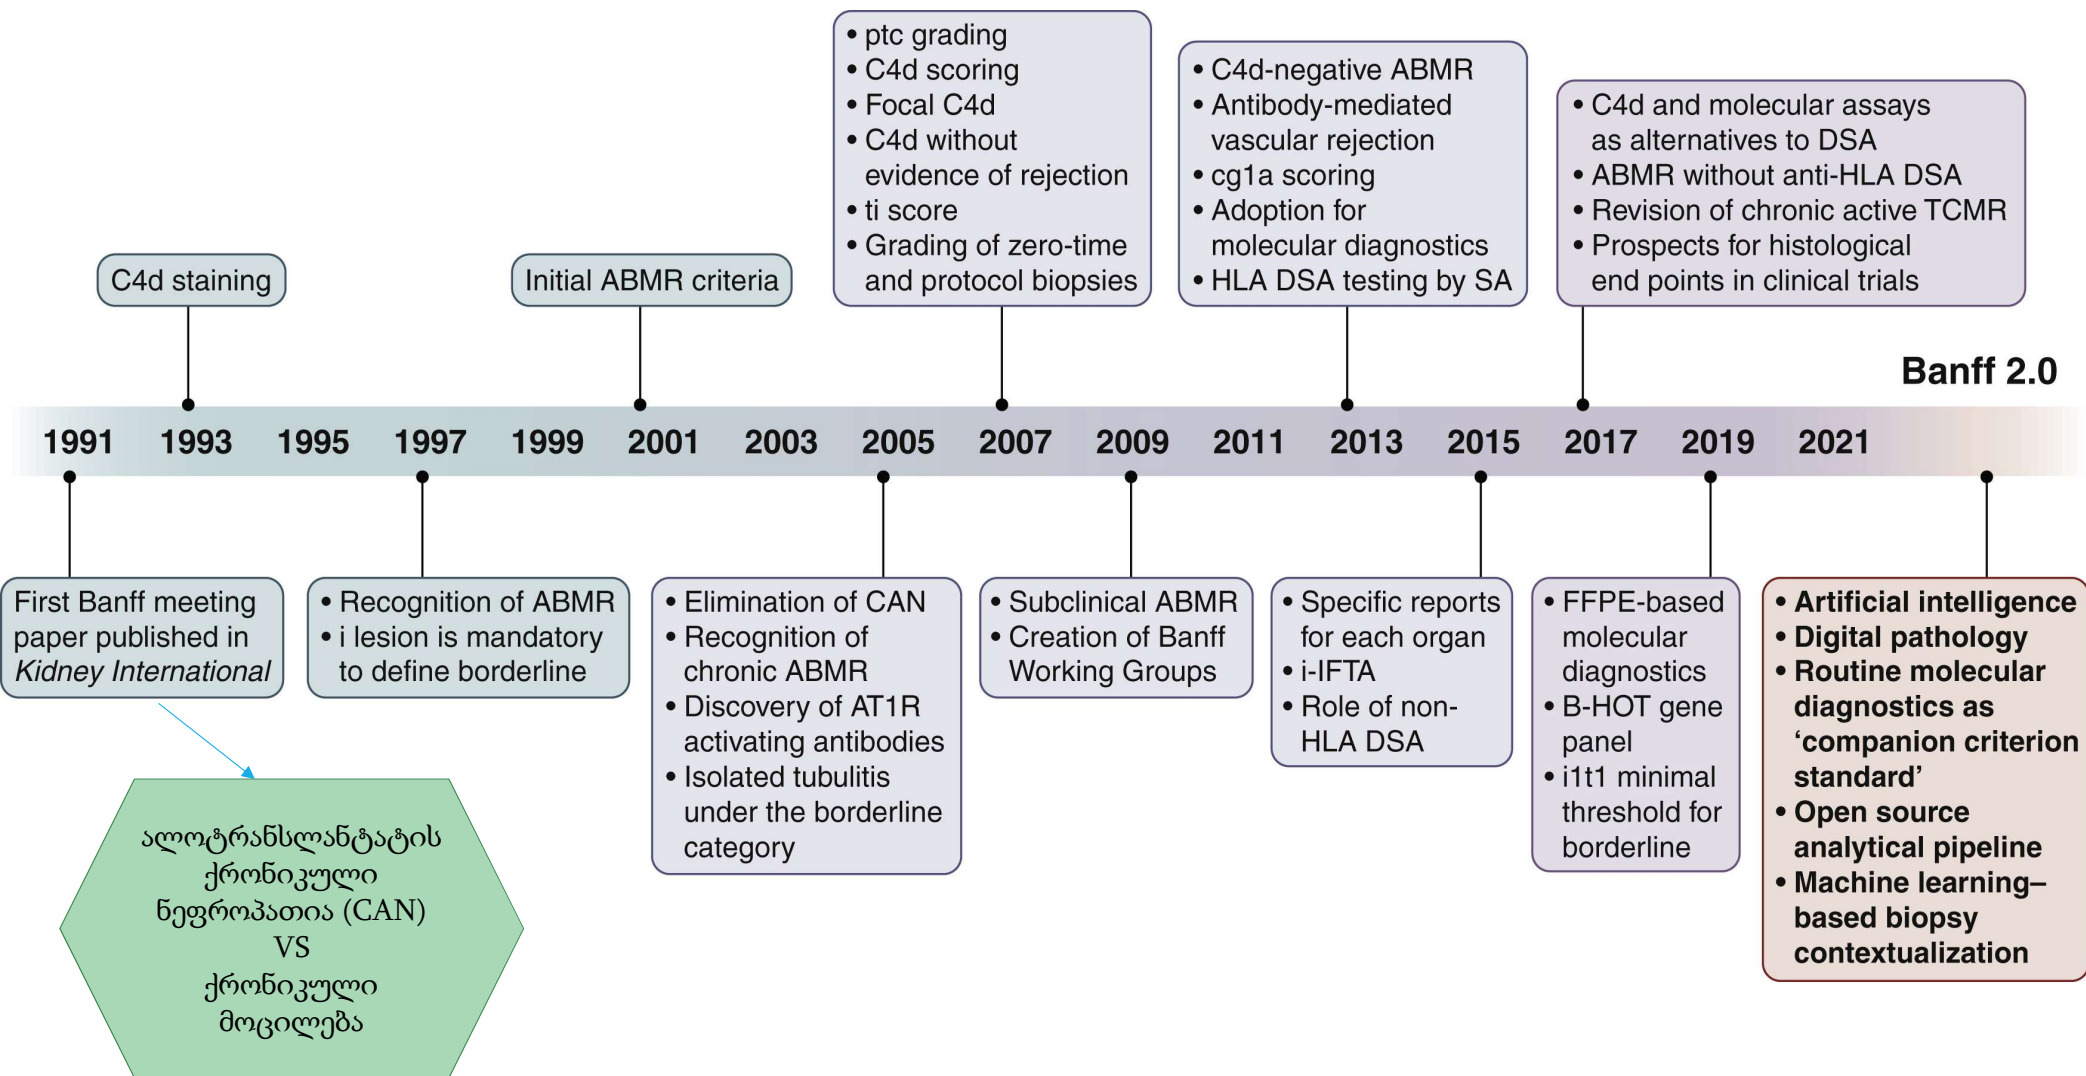 • ptc grading
• C4d scoring
• Focal C4d
• C4d without
evidence of rejection
• ti score
• Grading of zero-time
and protocol biopsies
• C4d-negative ABMR
• Antibody-mediated
vascular rejection
• cg1a scoring
• Adoption for
molecular diagnostics
• HLA DSA testing by SA
• C4d and molecular assays
as alternatives to DSA
• ABMR without anti-HLA DSA
• Revision of chronic active TCMR
• Prospects for histological
end points in clinical trials
C4d staining
Initial ABMR criteria
Banff 2.0
1991 1993 1995 1997 1999 2001 2003 2005 2007 2009 2011 2013 2015 2017 2019 2021
First Banff meeting
paper published in
Kidney International
• Recognition of ABMR
• i lesion is mandatory
to define borderline
• Elimination of CAN
• Recognition of
chronic ABMR
• Discovery of AT1R
activating antibodies
• Isolated tubulitis
under the borderline
category
• Subclinical ABMR
• Creation of Banff
Working Groups
• Specific reports
for each organ
• i-IFTA
• Role of non-
HLA DSA
• FFPE-based
molecular
diagnostics
• B-HOT gene
panel
• i1t1 minimal
threshold for
borderline
• Artificial intelligence
• Digital pathology
• Routine molecular
diagnostics as
‘companion criterion
standard’
• Open source
analytical pipeline
• Machine learning–
based biopsy
contextualization
ალოტრანსლანტატის
ქრონიკული
ნეფროპათია (CAN)
VS
ქრონიკული
მოცილება